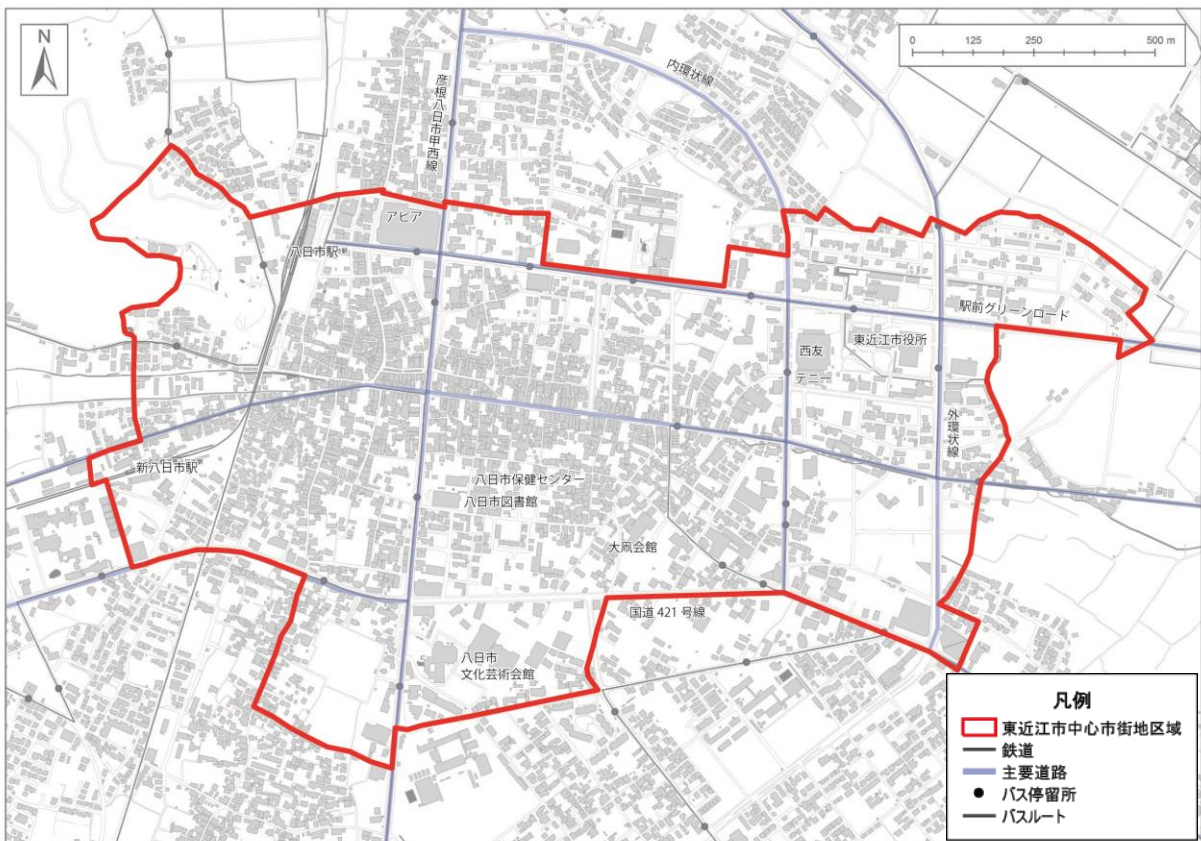 N
0 125 250 500 m
内環状線
彦根八日市甲西線
アピア
八日市駅
駅前グリーンロード
東近江市役所
西友
テニー
外環状線
新八日市駅
八日市保健センター
八日市図書館
大凧会館
国道 421 号線
八日市
文化芸術会館
凡例
東近江市中心市街地区域
鉄道
主要道路
バス停留所
バスルート